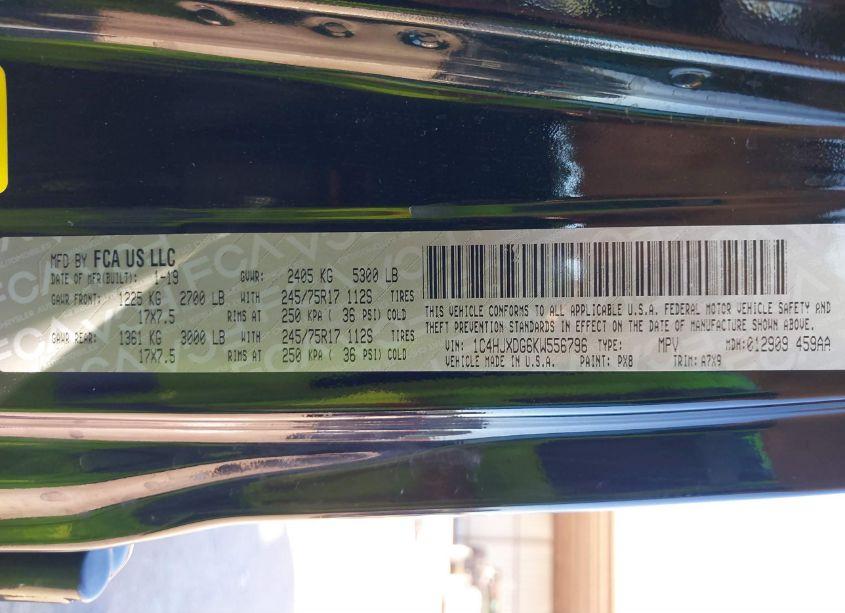 MFD BY FCA US LLC
DATE OF MFR(BUILT): 1-19 GVWR: 2405 KG 5300 LB
GAWR FRONT: 1225 KG 2700 LB WITH 245/75R17 112S TIRES
17X7.5 RIMS AT 250 KPA ( 36 PSI) COLD
GAWR REAR: 1361 KG 3000 LB WITH 245/75R17 112S TIRES
17X7.5 RIMS AT 250 KPA ( 36 PSI) COLD
THIS VEHICLE CONFORMS TO ALL APPLICABLE U.S.A. FEDERAL MOTOR VEHICLE SAFETY AND
THEFT PREVENTION STANDARDS IN EFFECT ON THE DATE OF MANUFACTURE SHOWN ABOVE.
VIN: 1C4HJXDG6KW556796 TYPE: MPV MDH: 012909 459AA
VEHICLE MADE IN U.S.A. PAINT: PX8 TRIM: A7X9